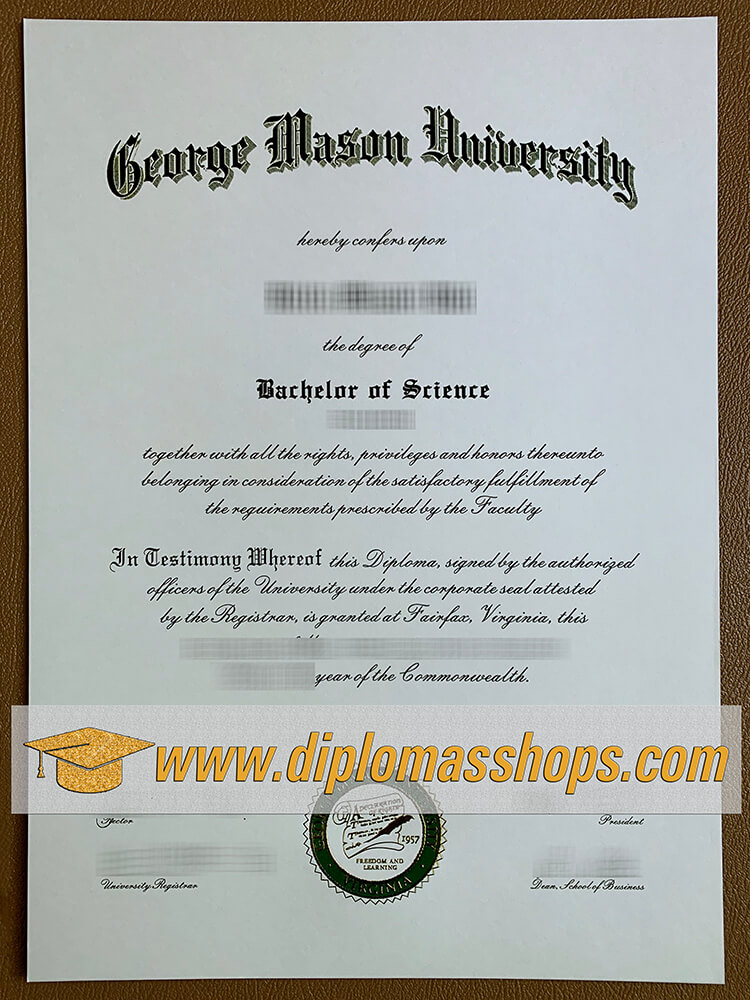 George Mason University
hereby confers upon
the degree of
Bachelor of Science
together with all the rights, privileges and honors thereunto
belonging in consideration of the satisfactory fulfillment of
the reguirements prescribed by the Faculty
In Testimony Whereof this Diploma, signed by the authorized
officers of the University under the corporate seal attested
by the Registrar, is granted at Fairfax, Virginia, this
year of the Commonwealth.
www.diplomasshops.com
President
1957
FREEDOM AND
LEARNING
VIRGINIA
University Registrar
Dean, School of Business